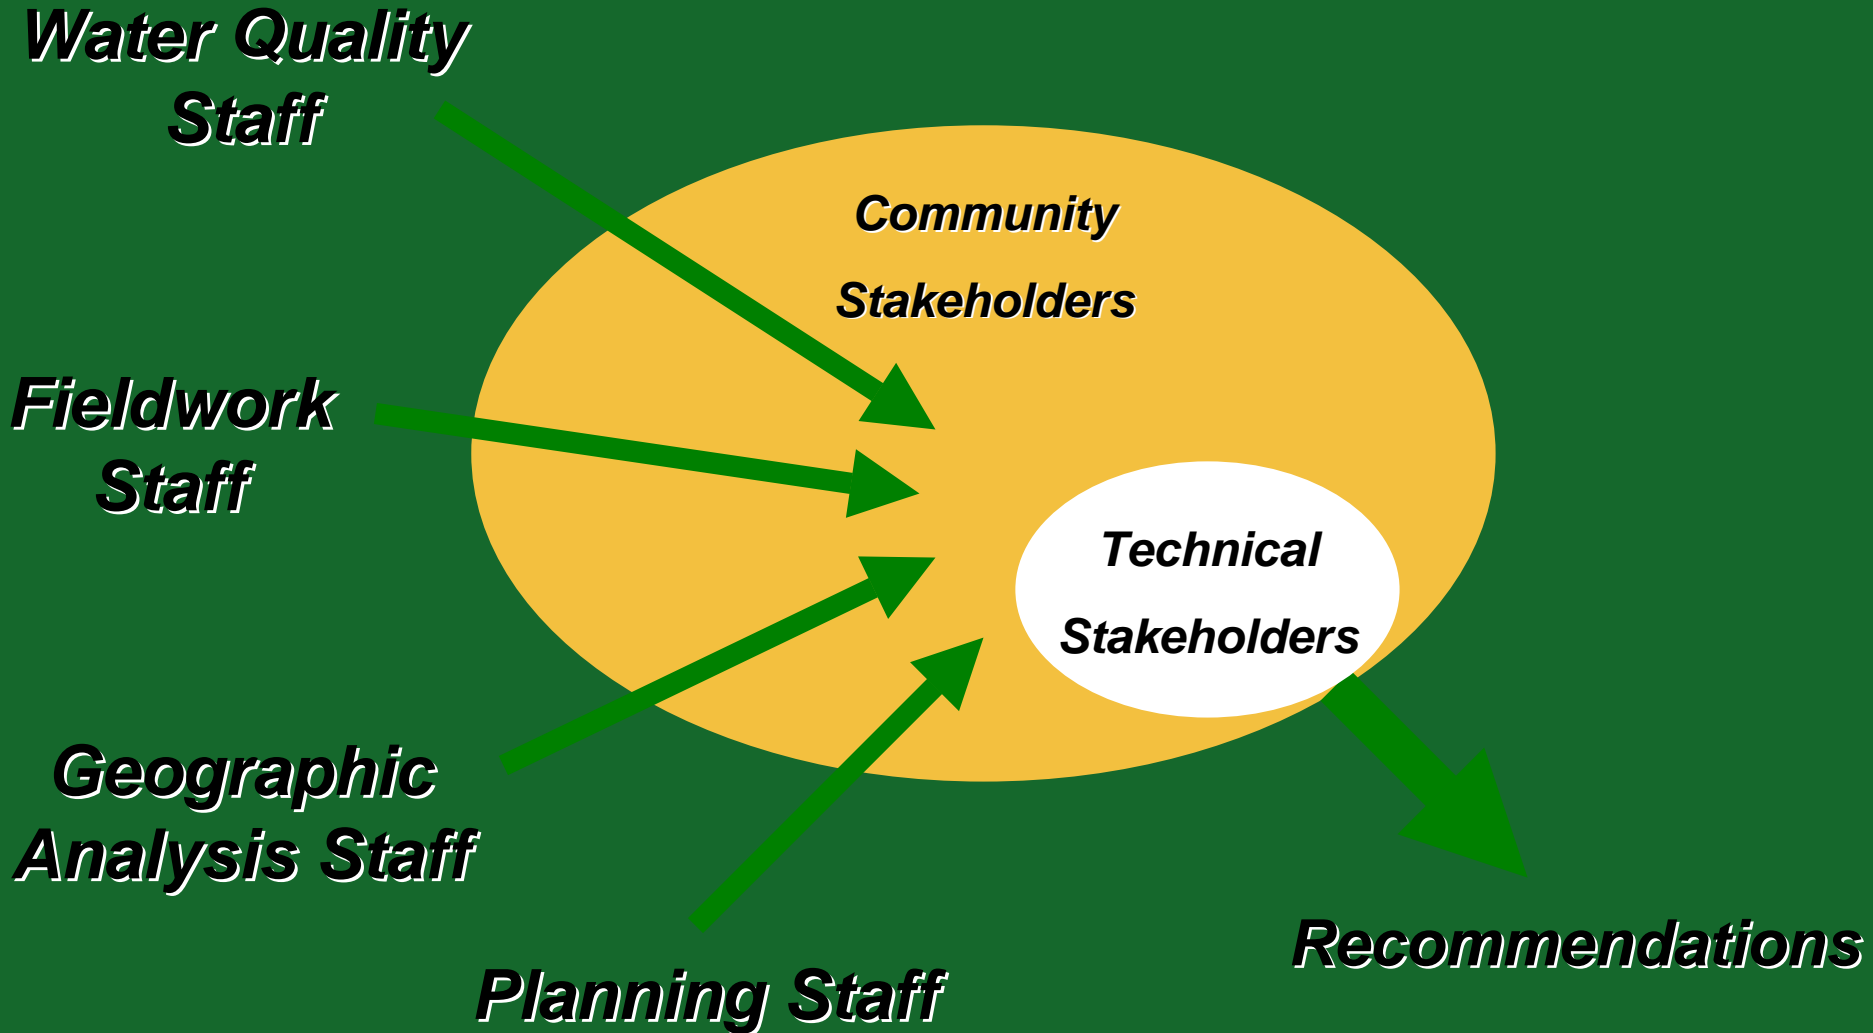 Water Quality
Staff
Community
Stakeholders
Fieldwork
Staff
Technical
Stakeholders
Geographic
Analysis Staff
Recommendations
Planning Staff